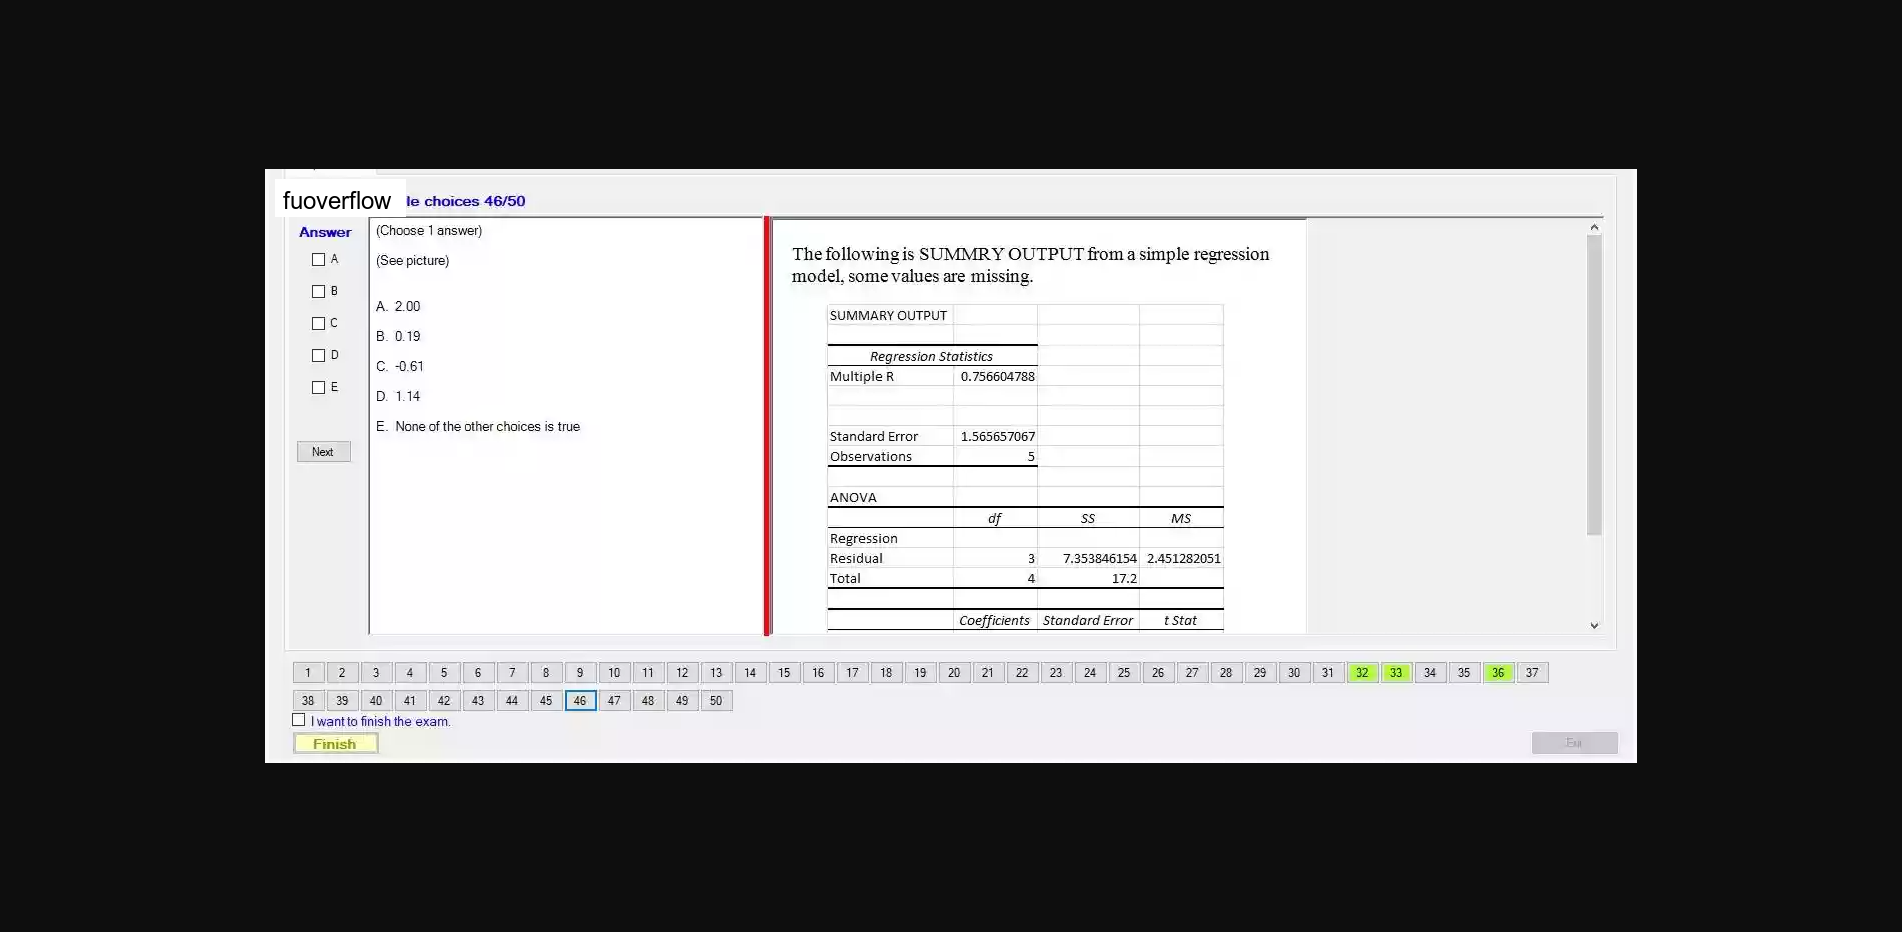 fuoverflow
le choices 46/50
Answer
A
B
C
D
E
Next
(Choose 1 answer)
(See picture)
A. 2.00
B. 0.19
C. -0.61
D. 1.14
E. None of the other choices is true
The following is SUMMRY OUTPUT from a simple regression
model, some values are missing.
SUMMARY OUTPUT
Regression Statistics
Multiple R 0.756604788
Standard Error 1.565657067
Observations 5
ANOVA
df SS MS
Regression
Residual 3 7.353846154 2.451282051
Total 4 17.2
Coefficients Standard Error t Stat
1 2 3 4 5 6 7 8 9 10 11 12 13 14 15 16 17 18 19 20 21 22 23 24 25 26 27 28 29 30 31 32 33 34 35 36 37
38 39 40 41 42 43 44 45 46 47 48 49 50
I want to finish the exam.
Finish